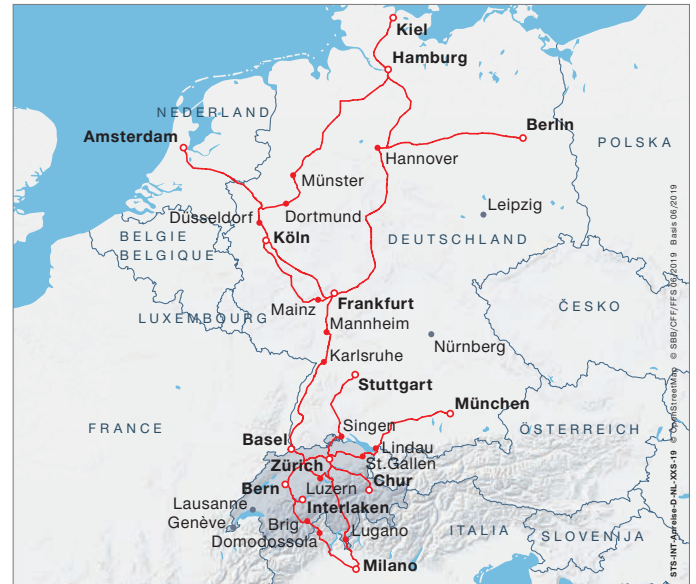 Kiel
Hamburg
NEDERLAND
Amsterdam
Berlin
POLSKA
Hannover
Münster
Leipzig
Düsseldorf
Dortmund
BELGIE
BELGIQUE
Köln
DEUTSCHLAND
Mainz
Frankfurt
ČESKO
LUXEMBOURG
Mannheim
Nürnberg
Karlsruhe
Stuttgart
München
FRANCE
Singen
ÖSTERREICH
Basel
Lindau
Zürich
St.Gallen
Bern
Luzern
Chur
Lausanne
Interlaken
Genève
Brig
Lugano
Domodossola
ITALIA
SLOVENIJA
Milano
STS-INT-Anreise-D-NL-XXS-19 © OpenStreetMap © SBB/CFF/FFS 06/2019 Basis 06/2019